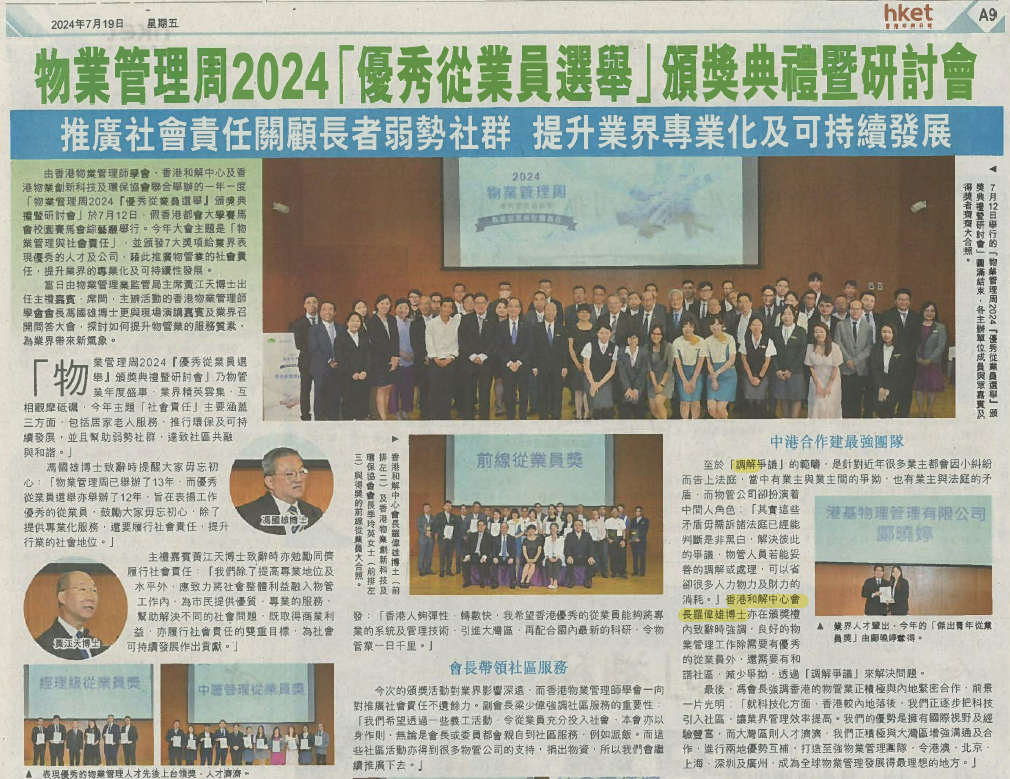 2024年7月19日 星期五
hket
香港經濟日報
A9
物業管理周2024「優秀從業員選舉」頒獎典禮暨研討會
推廣社會責任關顧長者弱勢社群 提升業界專業化及可持續發展
由香港物業管理師學會，香港和解中心及香
港物業創新科技及環保協會聯合舉辦的一年一度
「物業管理周2024『優秀從業員選舉』頒獎典
禮暨研討會」於7月12日，假香港都會大學賽馬
會校園賽馬會綜藝廳舉行。今年大會主題是「物
業管理與社會責任」，並頒發7大獎項給業界表
現優秀的人才及公司，藉此推廣物管業的社會責
任，提升業界的專業化及可持續性發展。
當日由物業管理業監管局主席黃江天博士出
任主禮嘉賓，席間，主辦活動的香港物業管理師
學會會長馮國雄博士更與現場演講嘉賓及業界召
開問答大會，探討如何提升物管業的服務質素，
為業界帶來新氣象。
2024
物業管理周
◀ 7月12日舉行的「物業管理周2024『優秀從業員選舉』頒
獎典禮暨研討會」圓滿結束，各主辦單位成員與眾嘉賓及
得獎者齊齊大合照。
「物業管理周2024『優秀從業員選
舉』頒獎典禮暨研討會」乃物管
業年度盛事，業界精英雲集，互
相觀摩砥礪，今年主題「社會責任」主要涵蓋
三方面，包括居家老人服務，推行環保及可持
續發展，並且幫助弱勢社群，達致社區共融
與和諧。」
馮國雄博士致辭時提醒大家毋忘初
心：「物業管理周已舉辦了13年，而優秀
從業員選舉亦舉辦了12年，旨在表揚工作
優秀的從業員，鼓勵大家毋忘初心，除了
提供專業化服務，還要履行社會責任，提升
行業的社會地位。」
馮國雄博士
主禮嘉賓黃江天博士致辭時亦勉勵同儕
履行社會責任：「我們除了提高專業地位及
水平外，應致力將社會整體利益融入物管
工作內，為市民提供優質，專業的服務，
幫助解決不同的社會問題，既取得商業利
益，亦履行社會責任的雙重目標，為社會
可持續發展作出貢獻。」
黃江天博士
經理級從業員獎
中層管理從業員獎
▲ 表現優秀的物業管理人才先後上台領獎，人才濟濟。
▶ 香港和解中心會長羅偉雄博士（前
排左二）及香港物業創新科技及
環保協會會長季玲英女士（前排左
三）與得獎的前線從業員大合照。
前線從業員獎
發：「香港人夠彈性，轉數快，我希望香港優秀的從業員能夠將專
業的系統及管理技術，引進大灣區，再配合國內最新的科研，令物
管業一日千里。」
會長帶領社區服務
今次的頒獎活動對業界影響深遠，而香港物業管理師學會一向
對推廣社會責任不遺餘力。副會長梁少偉強調社區服務的重要性：
「我們希望透過一些義工活動，令從業員充分投入社會，本會亦以
身作則，無論是會長或委員都會親自到社區服務，例如派飯。而這
些社區活動亦得到很多物管公司的支持，捐出物資，所以我們會繼
續推廣下去。」
中港合作建最強團隊
至於「調解爭議」的範疇，是針對近年很多業主都會因小糾紛
而告上法庭，當中有業主與業主間的爭拗，也有業主與法庭的矛
盾，而物管公司卻扮演着
中間人角色：「其實這些
矛盾毋需訴諸法庭已經能
判斷是非黑白，解決彼此
的爭議，物管人員若能妥
善的調解或處理，可以省
卻很多人力物力及財力的
消耗。」香港和解中心會
長羅偉雄博士亦在頒獎禮
內致辭時強調，良好的物
業管理工作除需要有優秀
的從業員外，還需要有和
諧社區，減少爭拗，透過「調解爭議」來解決問題。
港基物業管理有限公司
鄺曉婷
▲ 業界人才輩出，今年的「傑出青年從業
員獎」由鄺曉婷奪得。
最後，馮會長強調香港的物管業正積極與內地緊密合作，前景
一片光明：「就科技化方面，香港較內地落後，我們正逐步把科技
引入社區，讓業界管理效率提高。我們的優勢是擁有國際視野及經
驗豐富，而大灣區則人才濟濟，我們正積極與大灣區增強溝通及合
作，進行兩地優勢互補，打造至強物業管理團隊，令港澳，北京，
上海，深圳及廣州，成為全球物業管理發展得最理想的地方。」